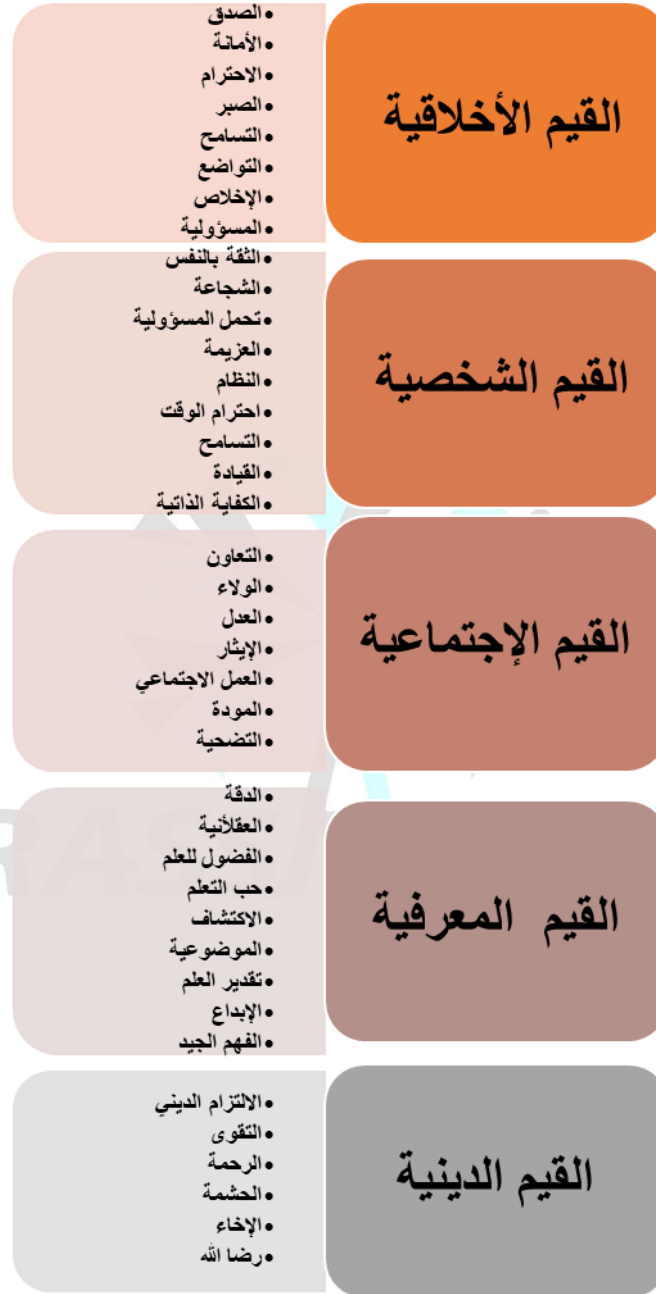 القيم الأخلاقية
•الصدق
•الأمانة
•الاحترام
•الصبر
•التسامح
•التواضع
•الإخلاص
•المسؤولية
القيم الشخصية
•الثقة بالنفس
•الشجاعة
•تحمل المسؤولية
•العزيمة
•النظام
•احترام الوقت
•التسامح
•القيادة
•الكفاية الذاتية
القيم الإجتماعية
•التعاون
•الولاء
•العدل
•الإيثار
•العمل الاجتماعي
•المودة
•التضحية
القيم المعرفية
•الدقة
•العقلأنية
•الفضول للعلم
•حب التعلم
•الاكتشاف
•الموضوعية
•تقدير العلم
•الإبداع
•الفهم الجيد
القيم الدينية
•الالتزام الديني
•التقوى
•الرحمة
•الحشمة
•الإخاء
•رضا الله